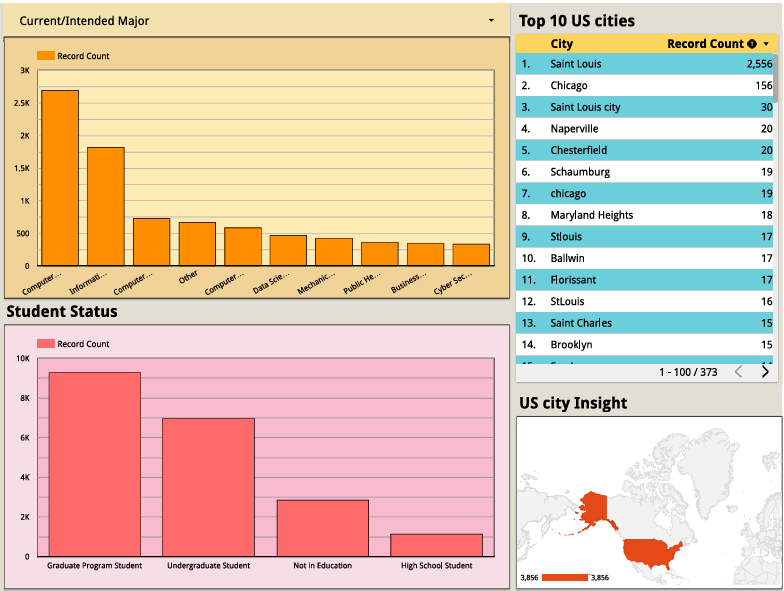 Current/Intended Major
Record Count
3K
2.5K
2K
1.5K
1K
500
0
Computer...
Informati...
Computer...
Other
Computer...
Data Scie...
Mechanic...
Public He...
Business...
Cyber Sec...
Student Status
Record Count
10K
8K
6K
4K
2K
0
Graduate Program Student
Undergraduate Student
Not in Education
High School Student
Top 10 US cities
City Record Count
1. Saint Louis 2,556
2. Chicago 156
3. Saint Louis city 30
4. Naperville 20
5. Chesterfield 20
6. Schaumburg 19
7. chicago 19
8. Maryland Heights 18
9. Stlouis 17
10. Ballwin 17
11. Florissant 17
12. StLouis 16
13. Saint Charles 15
14. Brooklyn 15
1 - 100 / 373
US city Insight
3,856 3,856